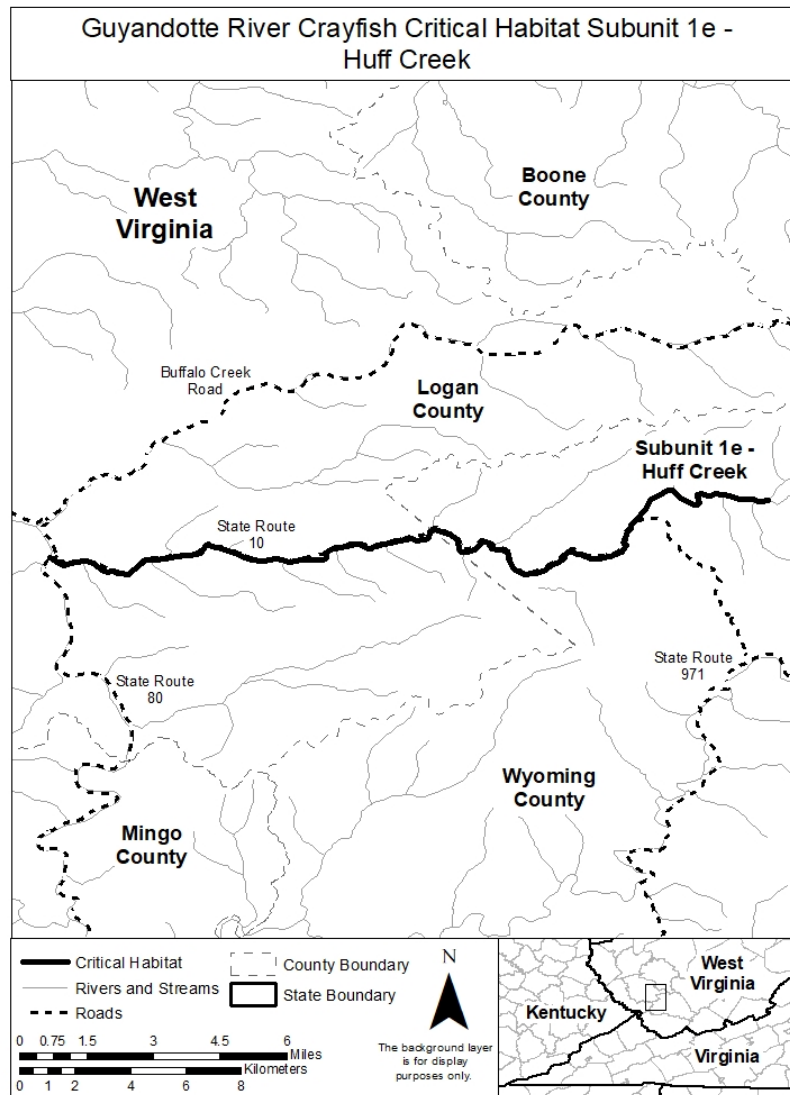 Guyandotte River Crayfish Critical Habitat Subunit 1e -
Huff Creek
West
Virginia
Boone
County
Buffalo Creek
Road
Logan
County
Subunit 1e -
Huff Creek
State Route
10
State Route
80
State Route
971
Wyoming
County
Mingo
County
Critical Habitat
Rivers and Streams
Roads
County Boundary
State Boundary
0 0.75 1.5 3 4.5 6
Miles
Kilometers
0 1 2 4 6 8
N
The background layer
is for display
purposes only.
West
Virginia
Kentucky
Virginia